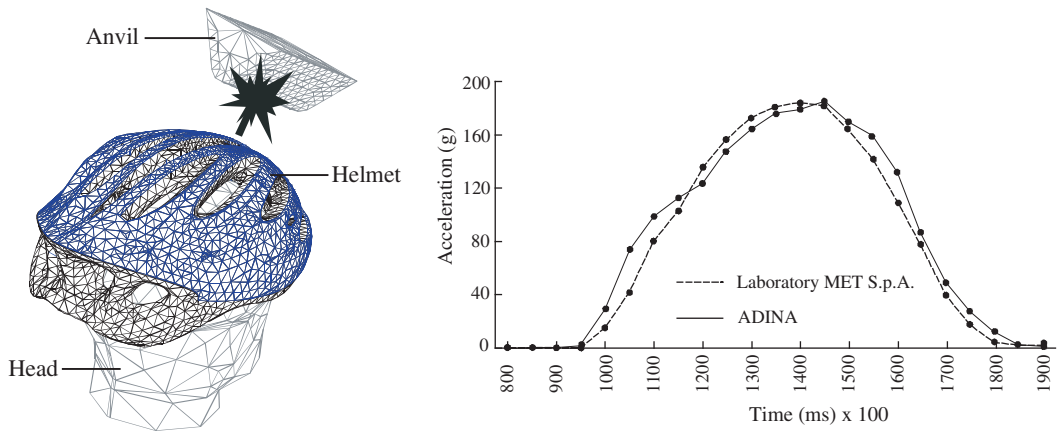 Anvil
Helmet
Head
Acceleration (g)
200
160
120
80
40
0
Laboratory MET S.p.A.
ADINA
800
900
1000
1100
1200
1300
1400
1500
1600
1700
1800
1900
Time (ms) x 100